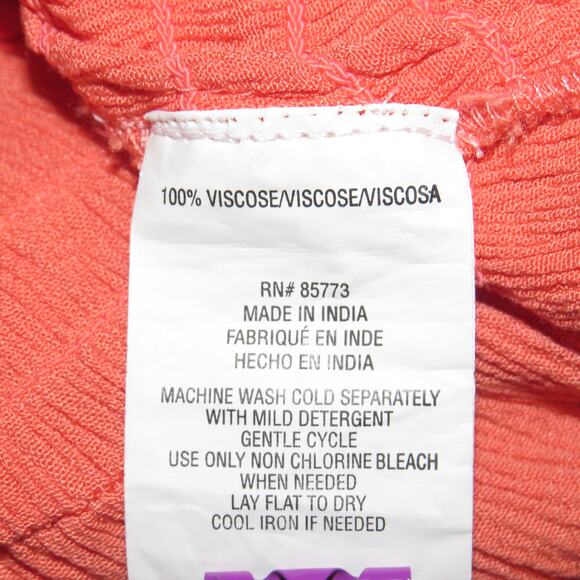 100% VISCOSE/VISCOSE/VISCOSA
RN# 85773
MADE IN INDIA
FABRIQUÉ EN INDE
HECHO EN INDIA
MACHINE WASH COLD SEPARATELY
WITH MILD DETERGENT
GENTLE CYCLE
USE ONLY NON CHLORINE BLEACH
WHEN NEEDED
LAY FLAT TO DRY
COOL IRON IF NEEDED